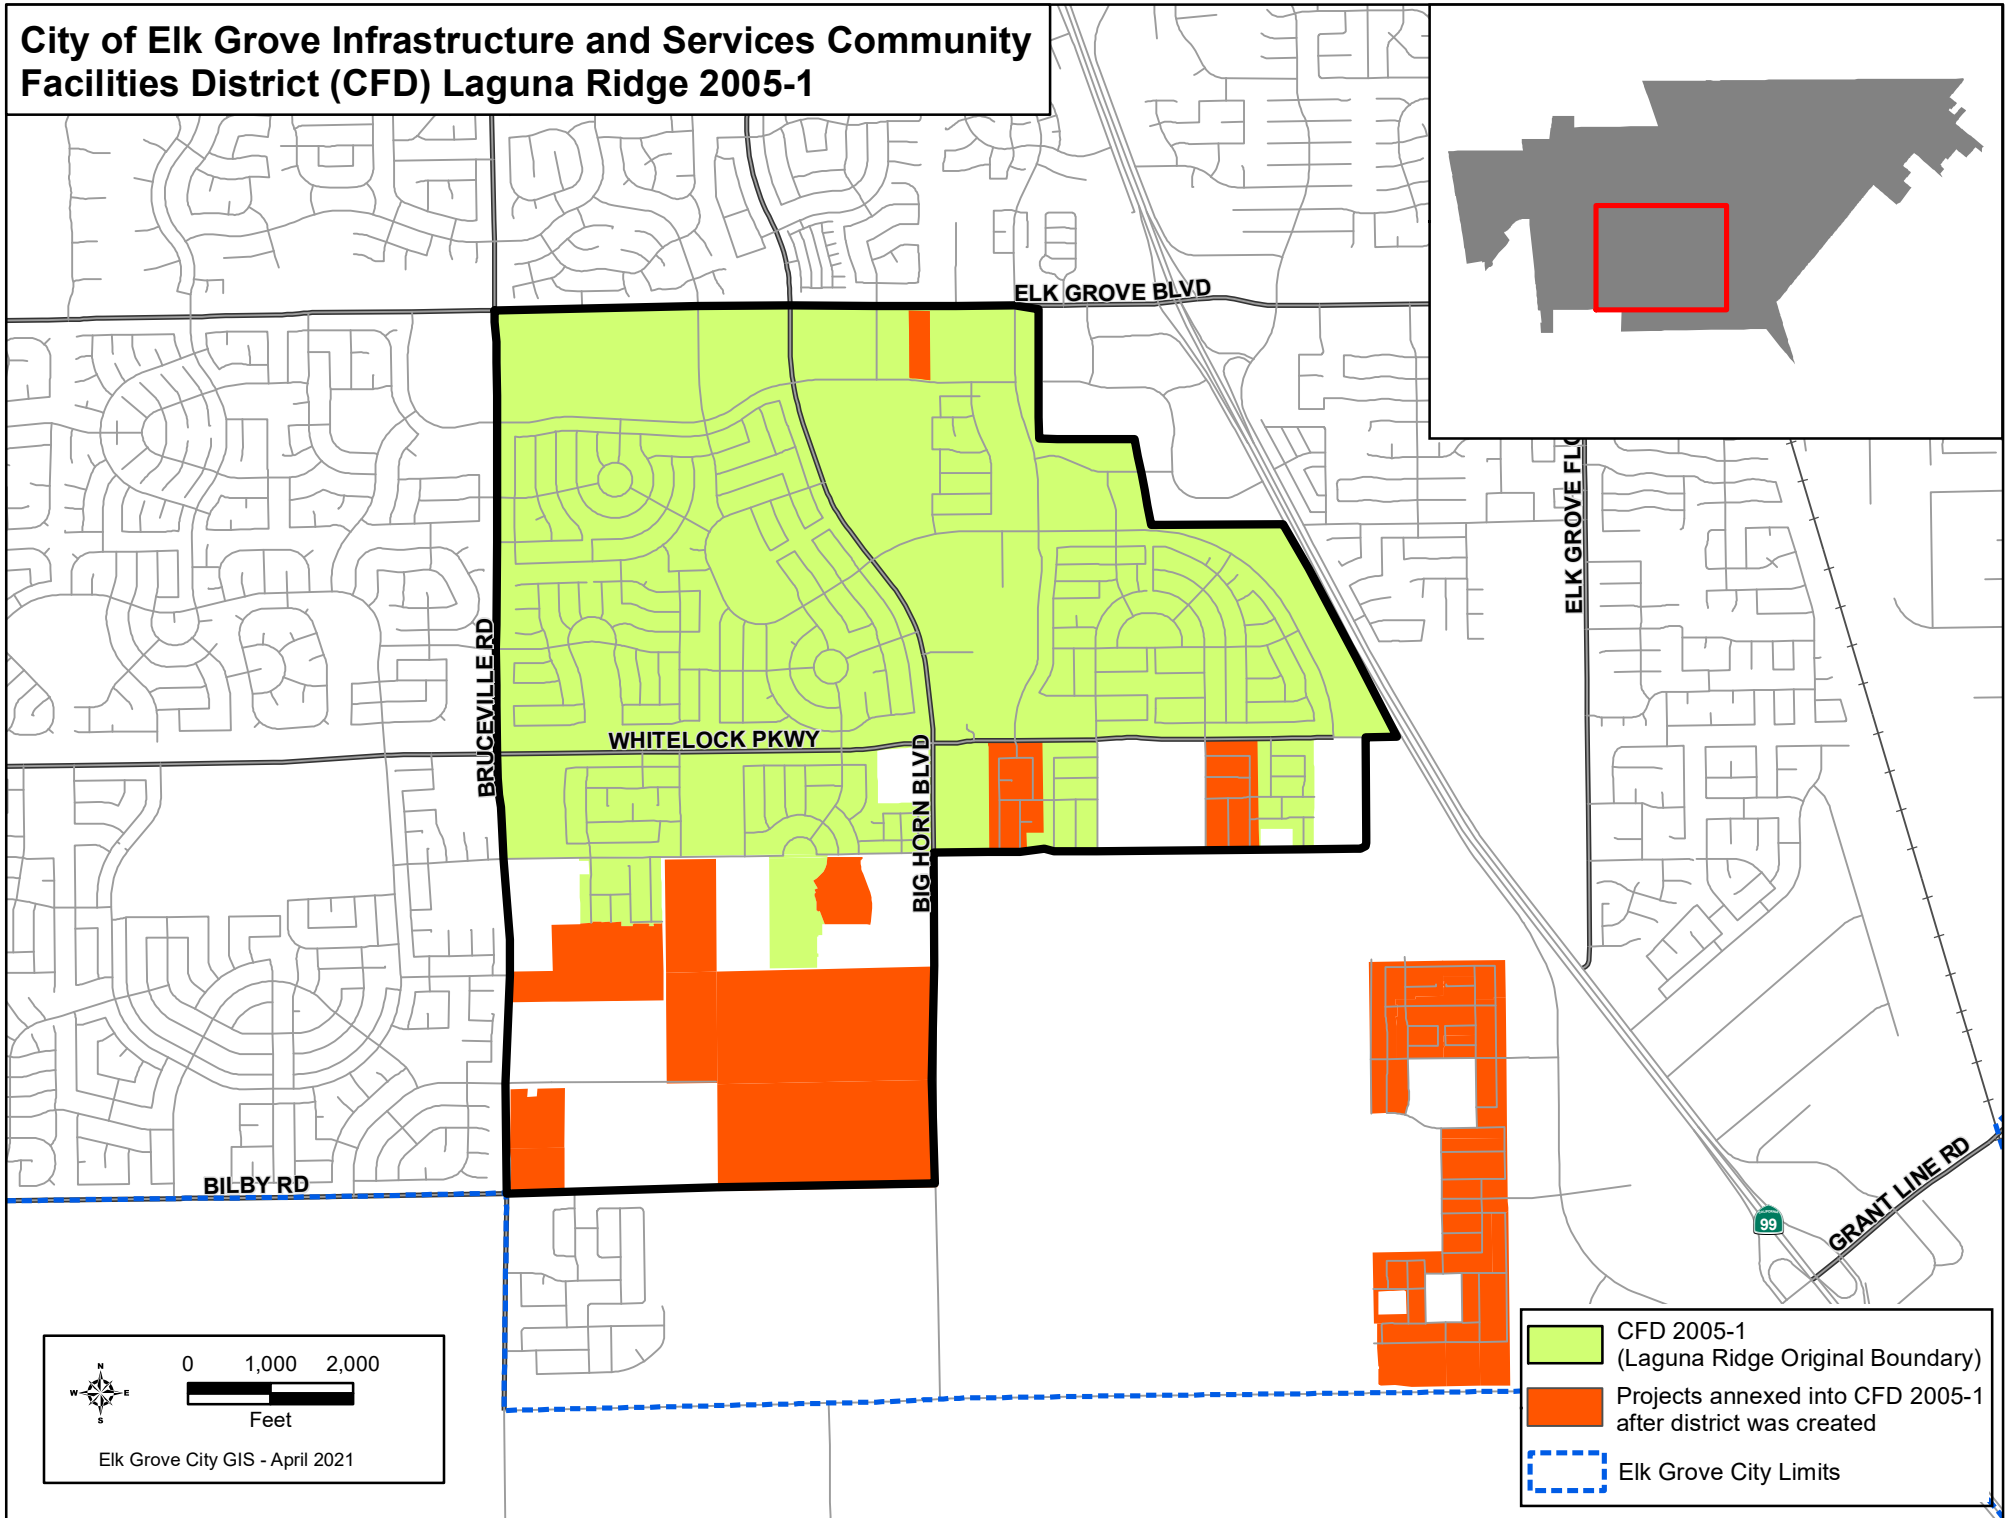 City of Elk Grove Infrastructure and Services Community
Facilities District (CFD) Laguna Ridge 2005-1
ELK GROVE BLVD
ELK GROVE FLO
BRUCEVILLE RD
WHITELOCK PKWY
BIG HORN BLVD
BILBY RD
GRANT LINE RD
CALIFORNIA
99
N
W E
S
0 1,000 2,000
Feet
Elk Grove City GIS - April 2021
CFD 2005-1
(Laguna Ridge Original Boundary)
Projects annexed into CFD 2005-1
after district was created
Elk Grove City Limits